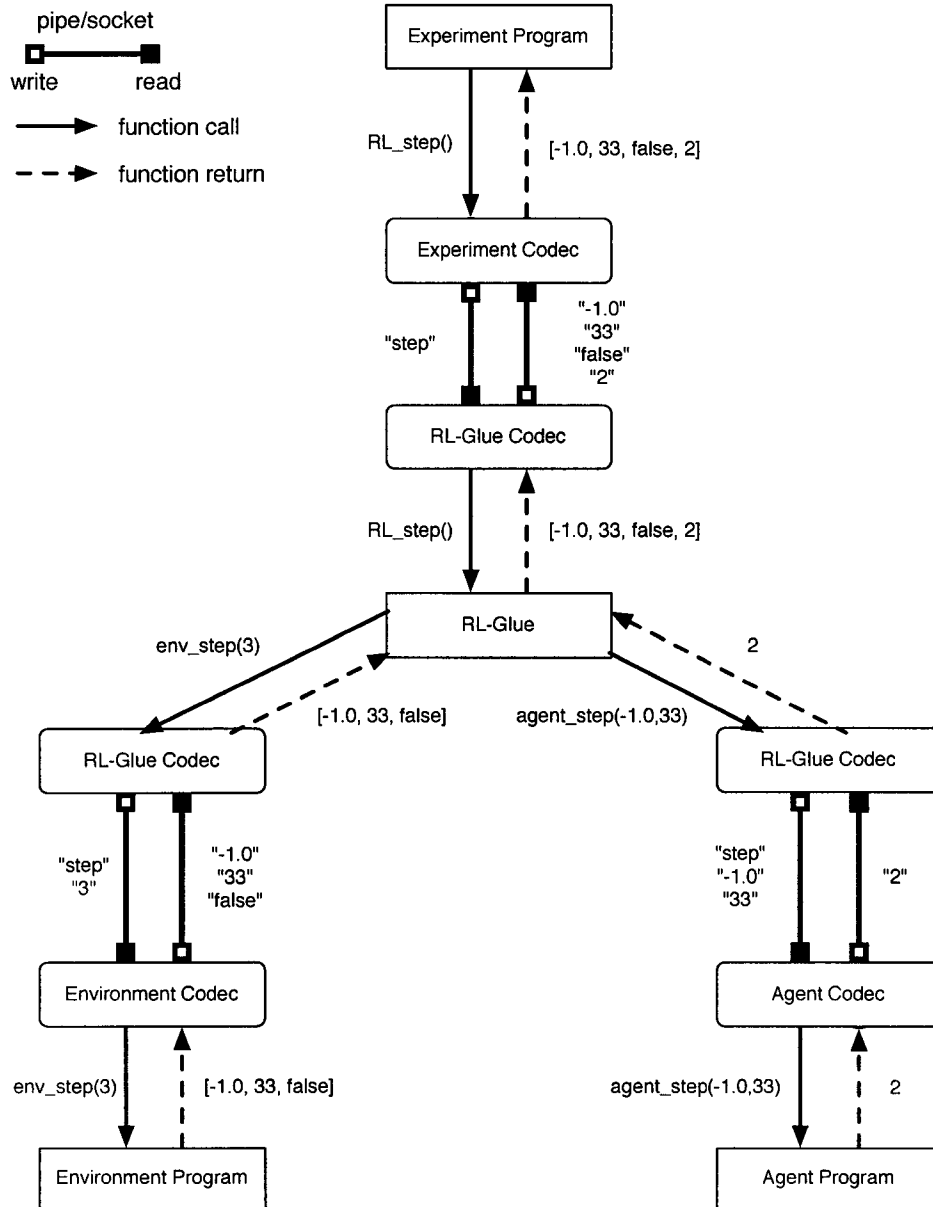 pipe/socket
write
read
function call
function return
Experiment Program
RL_step()
[-1.0, 33, false, 2]
Experiment Codec
"step"
"-1.0"
"33"
"false"
"2"
RL-Glue Codec
RL_step()
[-1.0, 33, false, 2]
RL-Glue
env_step(3)
[-1.0, 33, false]
agent_step(-1.0,33)
2
RL-Glue Codec
RL-Glue Codec
"step"
"3"
"-1.0"
"33"
"false"
"step"
"-1.0"
"33"
"2"
Environment Codec
Agent Codec
env_step(3)
[-1.0, 33, false]
agent_step(-1.0,33)
2
Environment Program
Agent Program